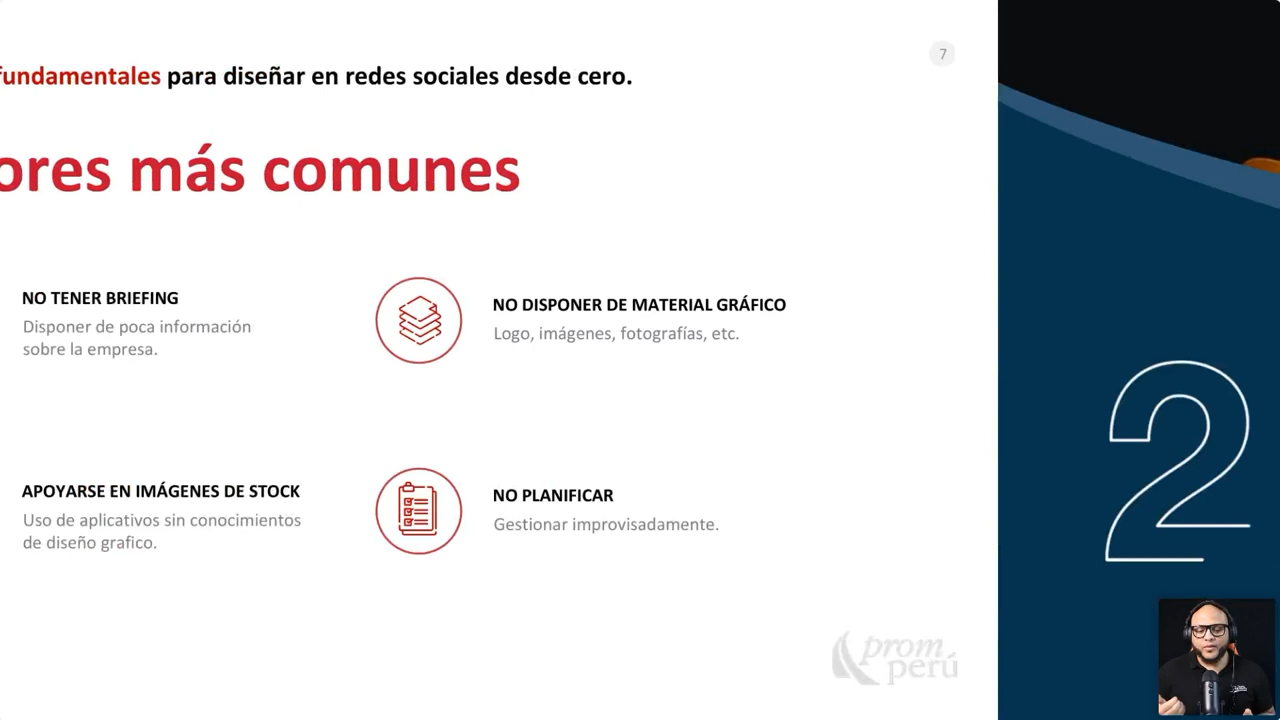 7
fundamentales para diseñar en redes sociales desde cero.
ores más comunes
NO TENER BRIEFING
Disponer de poca información
sobre la empresa.
NO DISPONER DE MATERIAL GRÁFICO
Logo, imágenes, fotografías, etc.
APOYARSE EN IMÁGENES DE STOCK
Uso de aplicativos sin conocimientos
de diseño grafico.
NO PLANIFICAR
Gestionar improvisadamente.
2
prom
perú